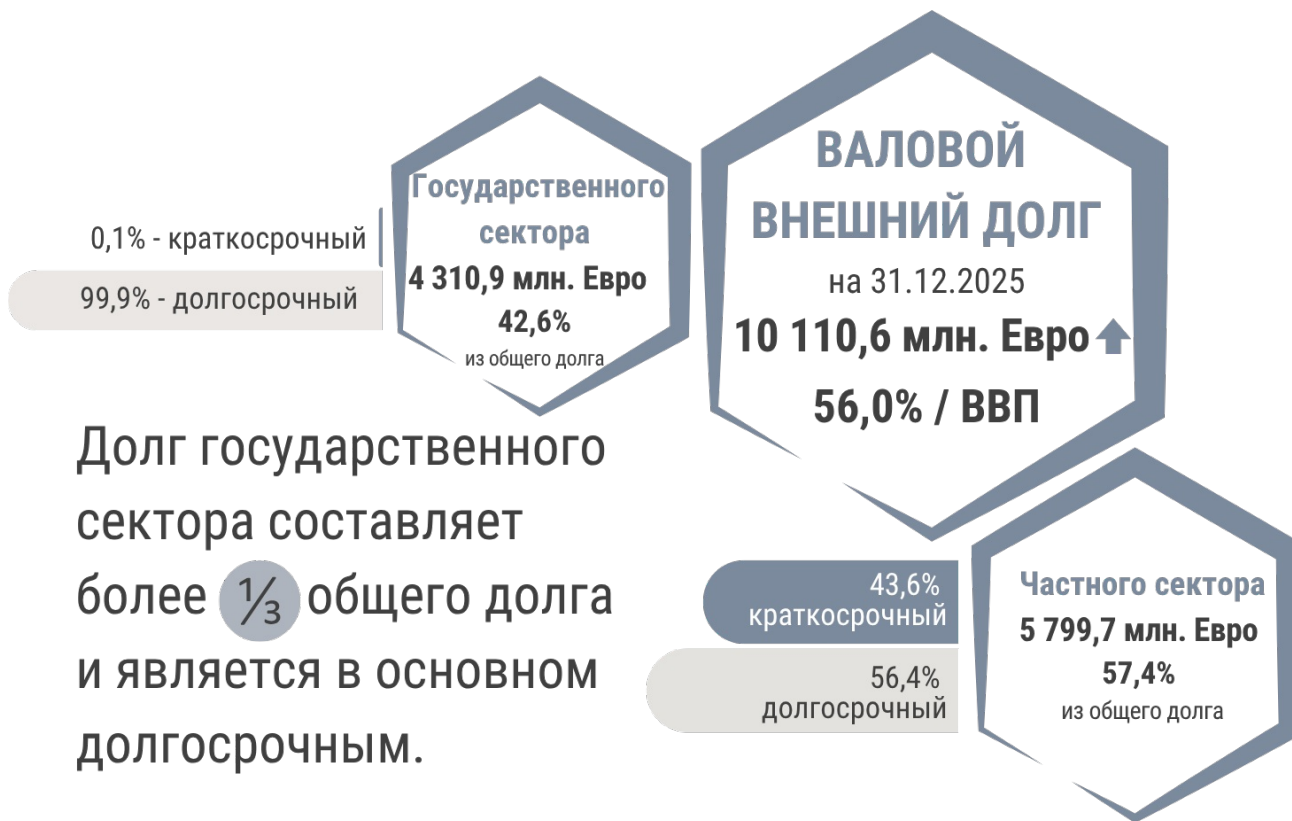 ВАЛОВОЙ
ВНЕШНИЙ ДОЛГ
на 31.12.2025
10 110,6 млн. Евро
56,0% / ВВП
Государственного
сектора
4 310,9 млн. Евро
42,6%
из общего долга
0,1% - краткосрочный
99,9% - долгосрочный
Долг государственного
сектора составляет
более ⅓ общего долга
и является в основном
долгосрочным.
Частного сектора
5 799,7 млн. Евро
57,4%
из общего долга
43,6%
краткосрочный
56,4%
долгосрочный